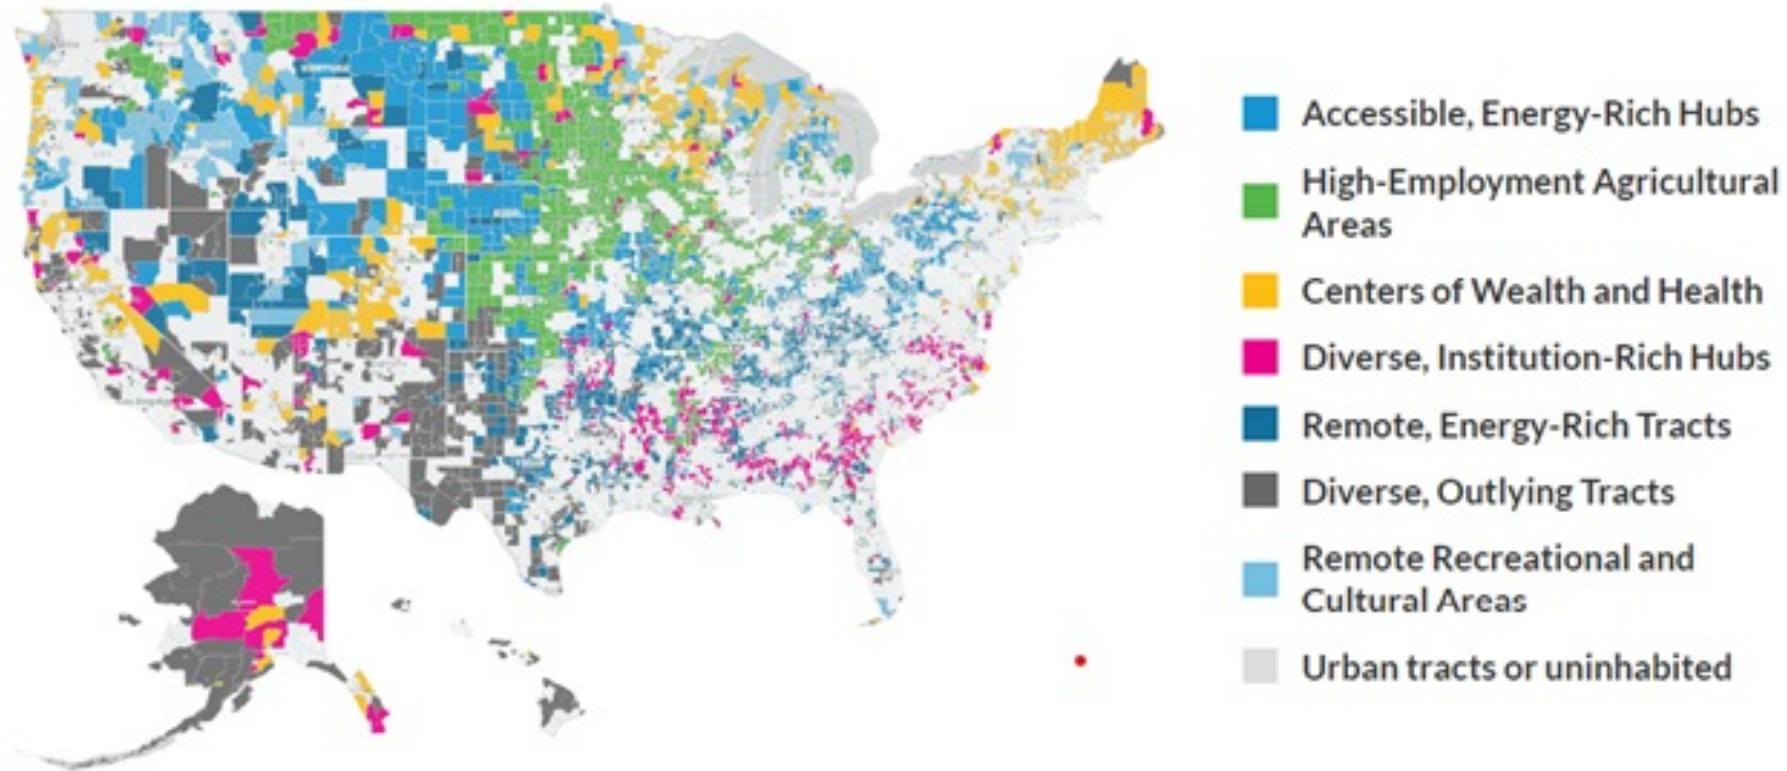 Accessible, Energy-Rich Hubs
High-Employment Agricultural
Areas
Centers of Wealth and Health
Diverse, Institution-Rich Hubs
Remote, Energy-Rich Tracts
Diverse, Outlying Tracts
Remote Recreational and
Cultural Areas
Urban tracts or uninhabited